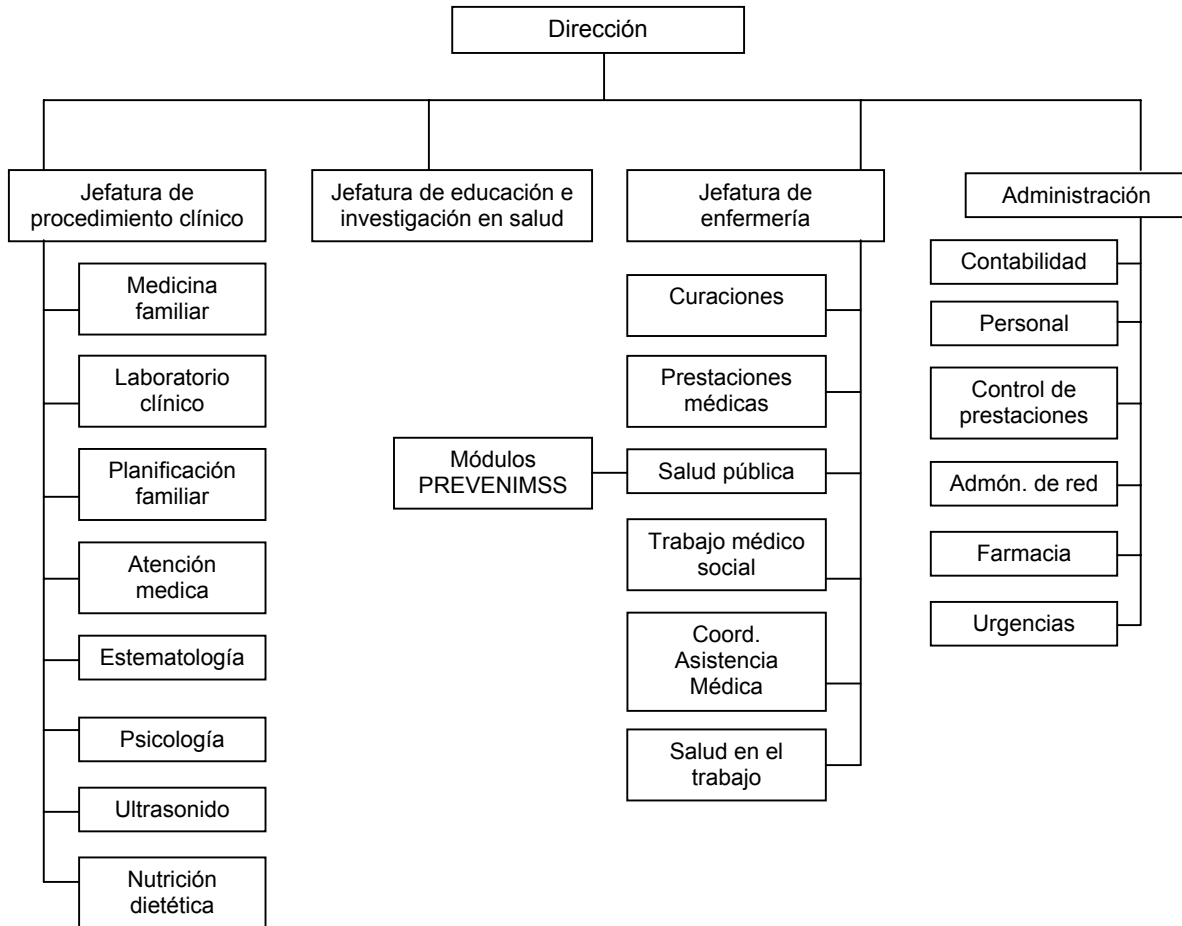 Dirección
Jefatura de
procedimiento clínico
Medicina
familiar
Laboratorio
clínico
Planificación
familiar
Atención
medica
Estematología
Psicología
Ultrasonido
Nutrición
dietética
Jefatura de educación e
investigación en salud
Jefatura de
enfermería
Curaciones
Prestaciones
médicas
Módulos
PREVENIMSS
Salud pública
Trabajo médico
social
Coord.
Asistencia
Médica
Salud en el
trabajo
Administración
Contabilidad
Personal
Control de
prestaciones
Admón. de red
Farmacia
Urgencias